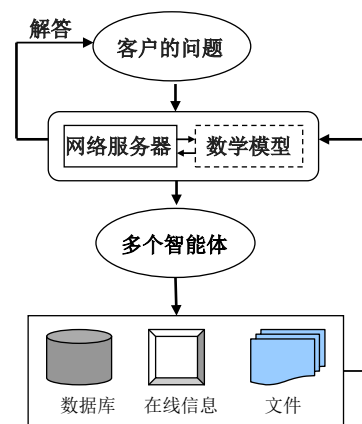 解答
客户的问题
网络服务器
数学模型
多个智能体
数据库
在线信息
文件